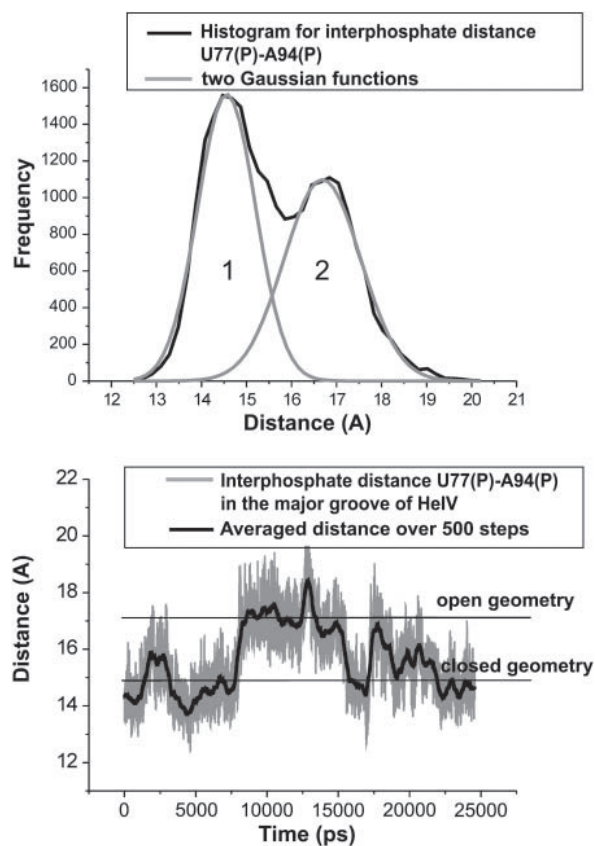 Histogram for interphosphate distance
U77(P)-A94(P)
two Gaussian functions
1600
1400
1200
1000
800
600
400
200
0
Frequency
1
2
12 13 14 15 16 17 18 19 20 21
Distance (A)
22
20
18
16
14
12
Distance (A)
Interphosphate distance U77(P)-A94(P)
in the major groove of HelV
Averaged distance over 500 steps
open geometry
closed geometry
0 5000 10000 15000 20000 25000
Time (ps)